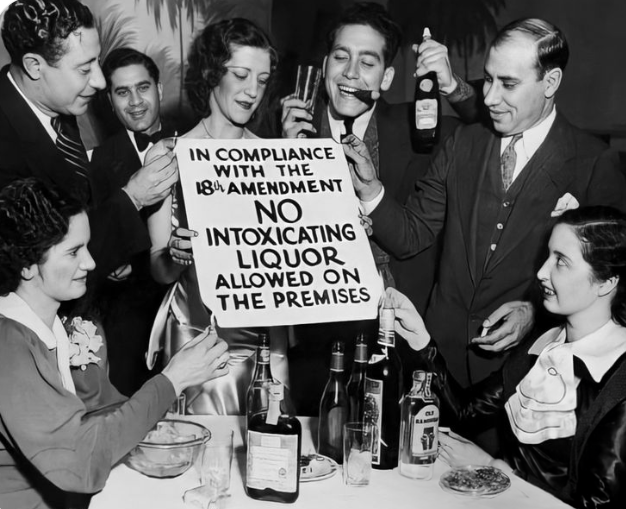 IN COMPLIANCE
WITH THE
18th AMENDMENT
NO
INTOXICATING
LIQUOR
ALLOWED ON
THE PREMISES